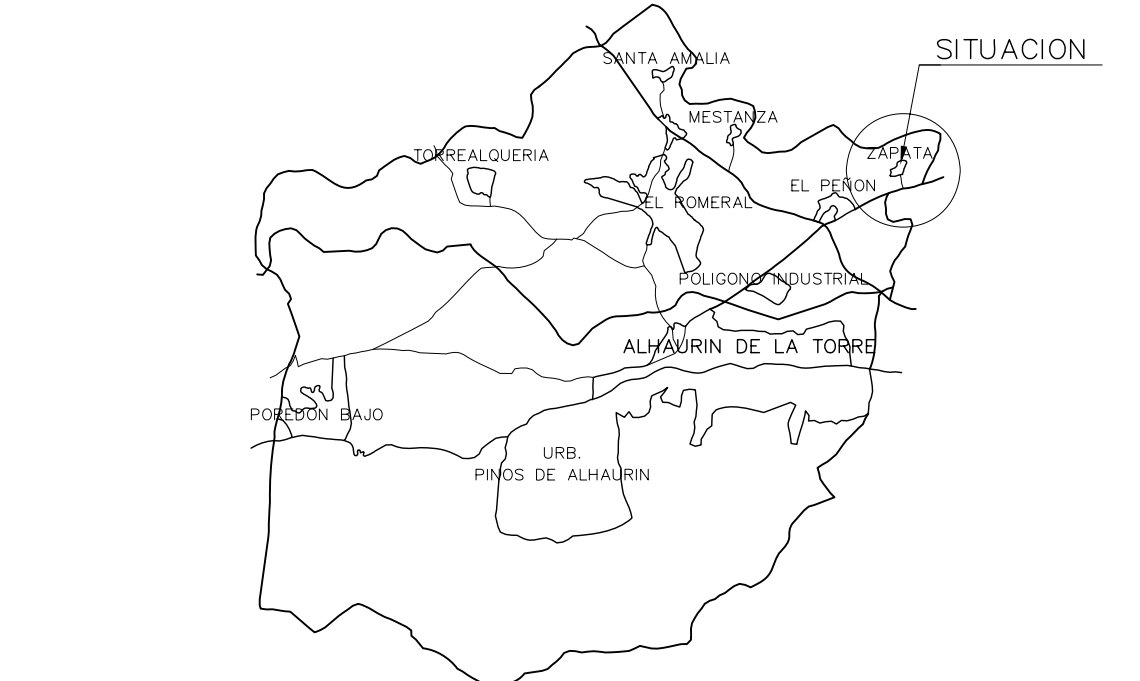 SITUACION
SANTA AMALIA
MESTANZA
TORREALQUERIA
ZAPATA
EL PEÑON
EL ROMERAL
POLIGONO INDUSTRIAL
ALHAURIN DE LA TORRE
POREDON BAJO
URB.
PINOS DE ALHAURIN